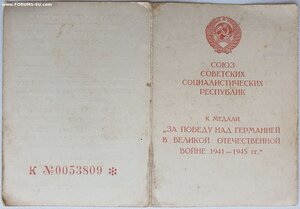 www.FORUMS-SU.com
К №0053809
СОЮЗ
СОВЕТСКИХ
СОЦИАЛИСТИЧЕСКИХ
РЕСПУБЛИК
К МЕДАЛИ
„ЗА ПОБЕДУ НАД ГЕРМАНИЕЙ
В ВЕЛИКОЙ ОТЕЧЕСТВЕННОЙ
ВОЙНЕ 1941—1945 гг.“